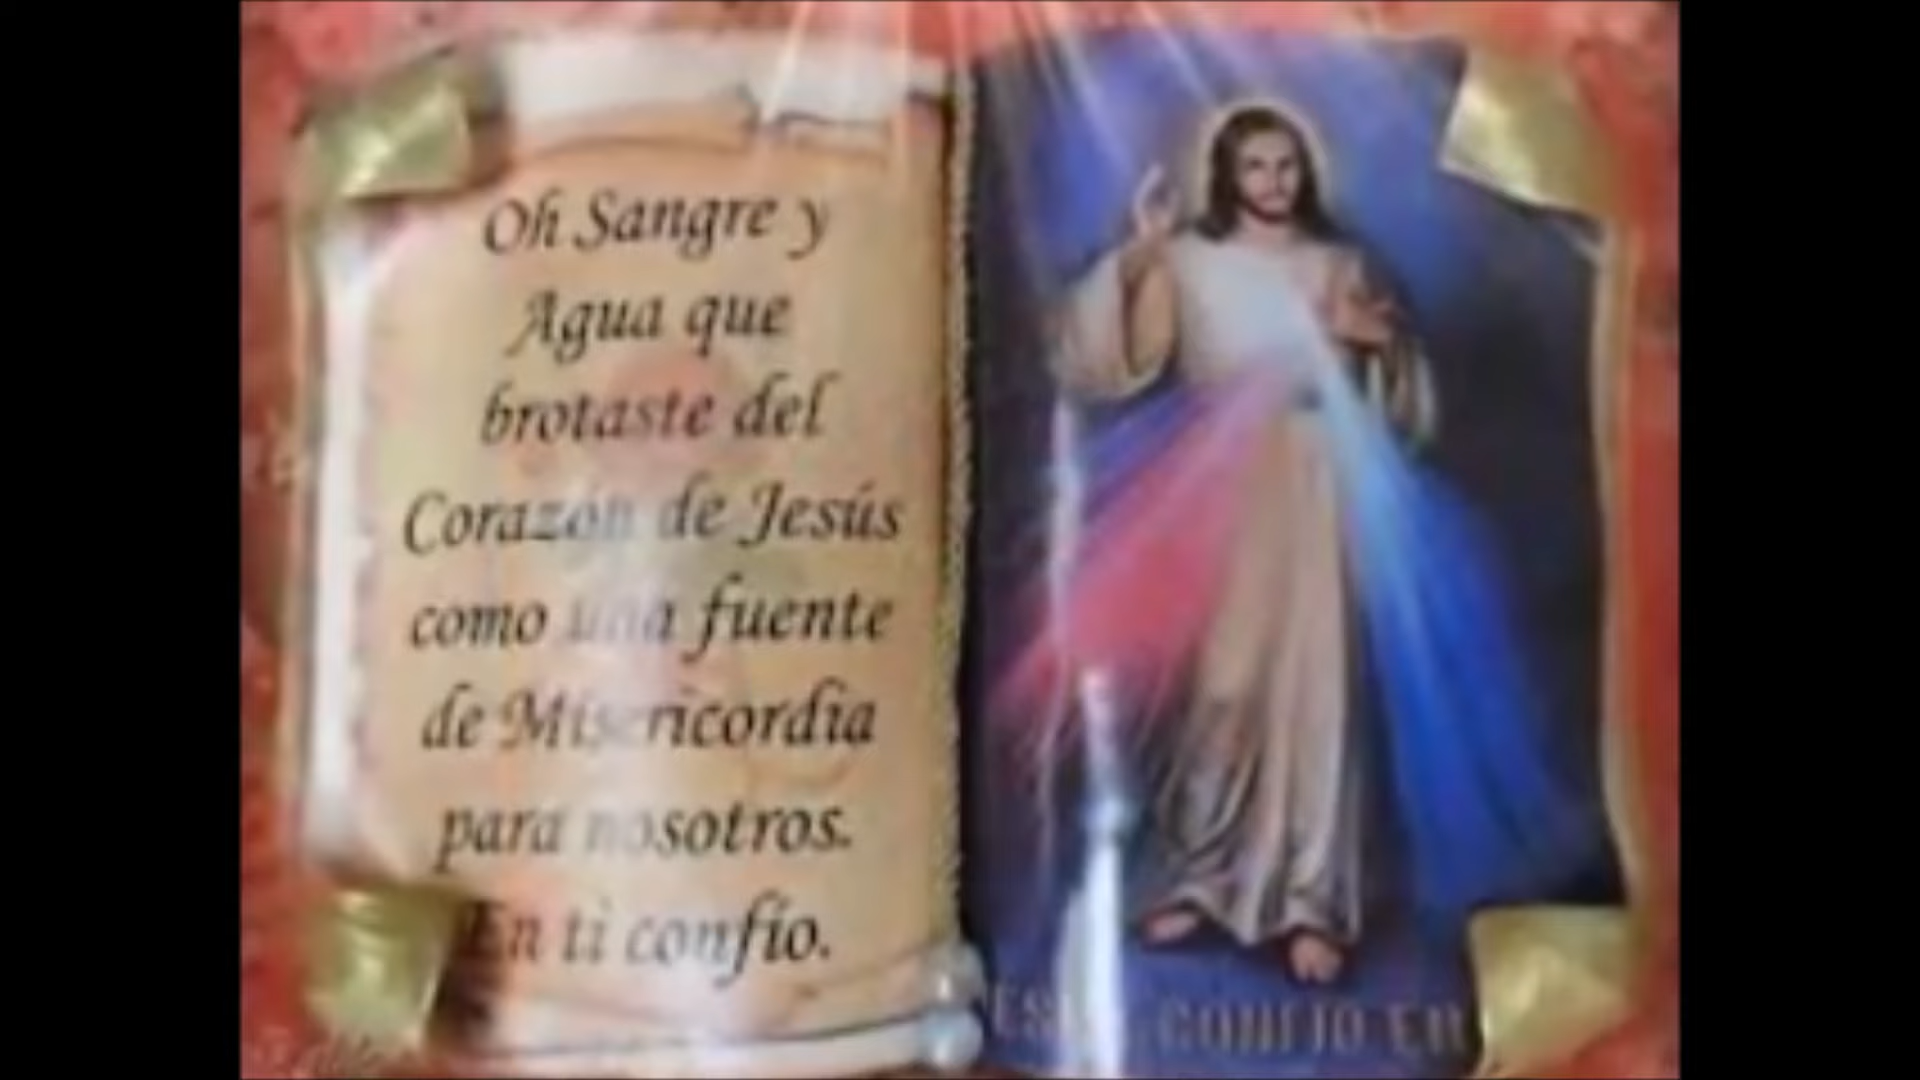 Oh Sangre y
Agua que
brotaste del
Corazón de Jesús
como una fuente
de Misericordia
para nosotros.
En ti confío.
CONFIO EN